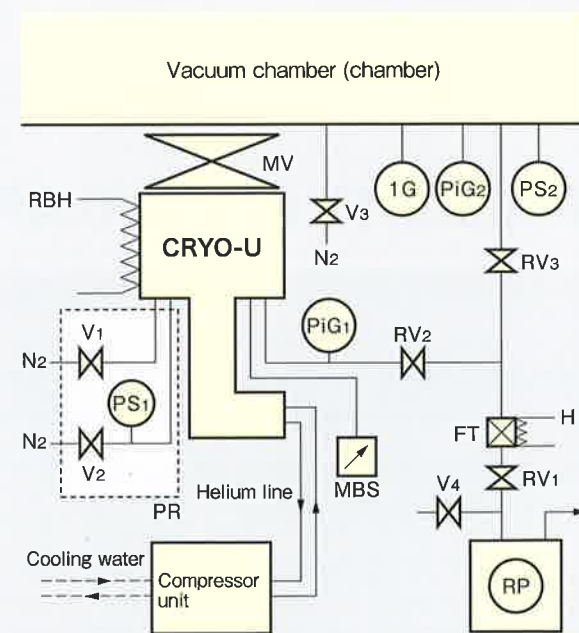 Vacuum chamber (chamber)
MV
RBH
CRYO-U
V3
N2
1G
PiG2
PS2
RV3
V1
N2
PS1
N2
V2
PR
PiG1
RV2
FT
H
RV1
MBS
V4
Helium line
Cooling water
Compressor
unit
RP